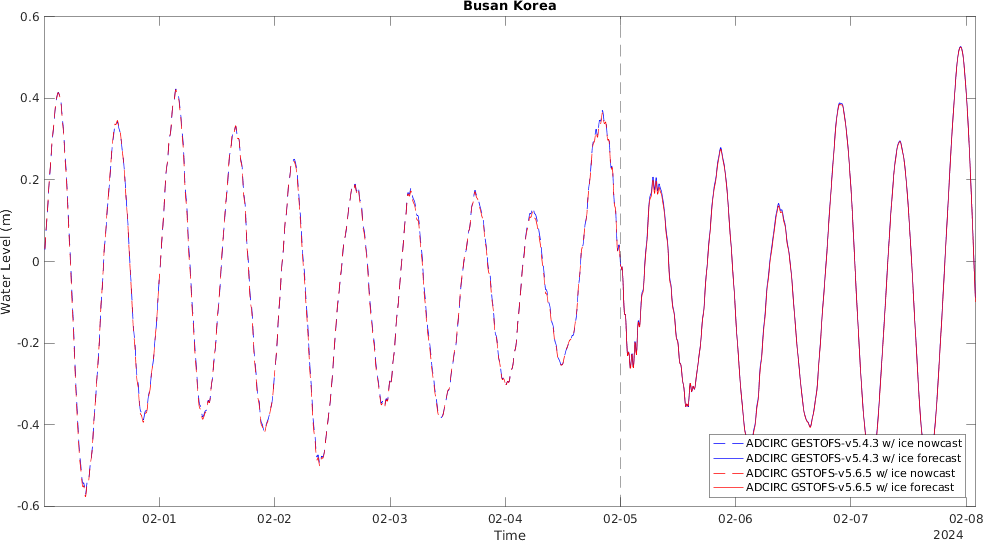 Busan Korea
Water Level (m)
0.6
0.4
0.2
0
-0.2
-0.4
-0.6
ADCIRC GESTOFS-v5.4.3 w/ ice nowcast
ADCIRC GESTOFS-v5.4.3 w/ ice forecast
ADCIRC GSTOFS-v5.6.5 w/ ice nowcast
ADCIRC GSTOFS-v5.6.5 w/ ice forecast
02-01 02-02 02-03 02-04 02-05 02-06 02-07 02-08
Time 2024